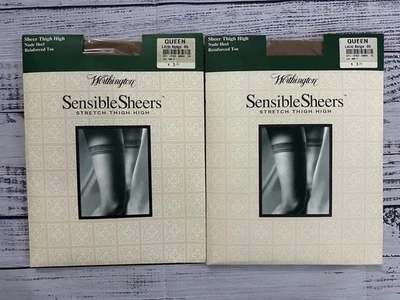 Sheer Thigh High
Nude Heel
Reinforced Toe
QUEEN
Worthington
SensibleSheers
STRETCH THIGH HIGH
Sheer Thigh High
Nude Heel
Reinforced Toe
QUEEN
Worthington
SensibleSheers™
STRETCH THIGH HIGH